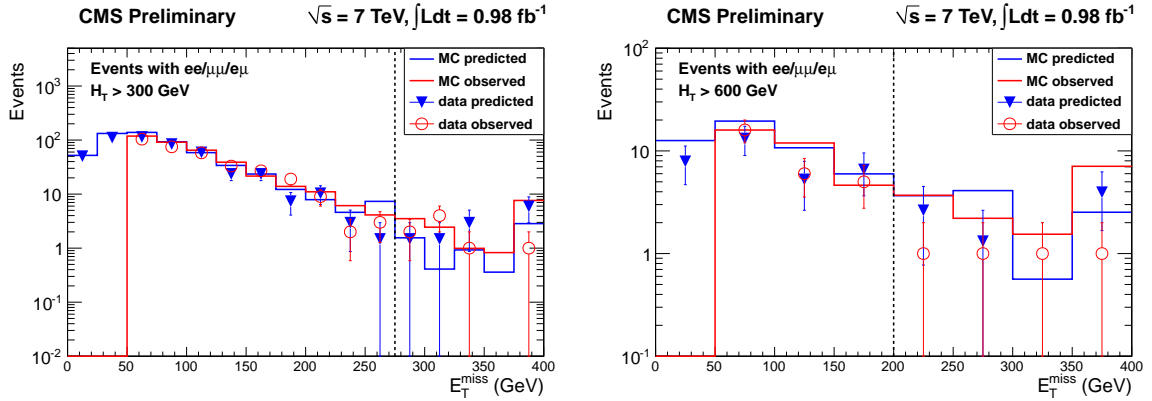 CMS Preliminary √s = 7 TeV, ∫Ldt = 0.98 fb⁻¹
Events
10³
10²
10
1
10⁻¹
10⁻²
Events with ee/μμ/eμ
H_T > 300 GeV
MC predicted
MC observed
data predicted
data observed
0 50 100 150 200 250 300 350 400
E_T^miss (GeV)
CMS Preliminary √s = 7 TeV, ∫Ldt = 0.98 fb⁻¹
Events
10²
10
1
10⁻¹
Events with ee/μμ/eμ
H_T > 600 GeV
MC predicted
MC observed
data predicted
data observed
0 50 100 150 200 250 300 350 400
E_T^miss (GeV)